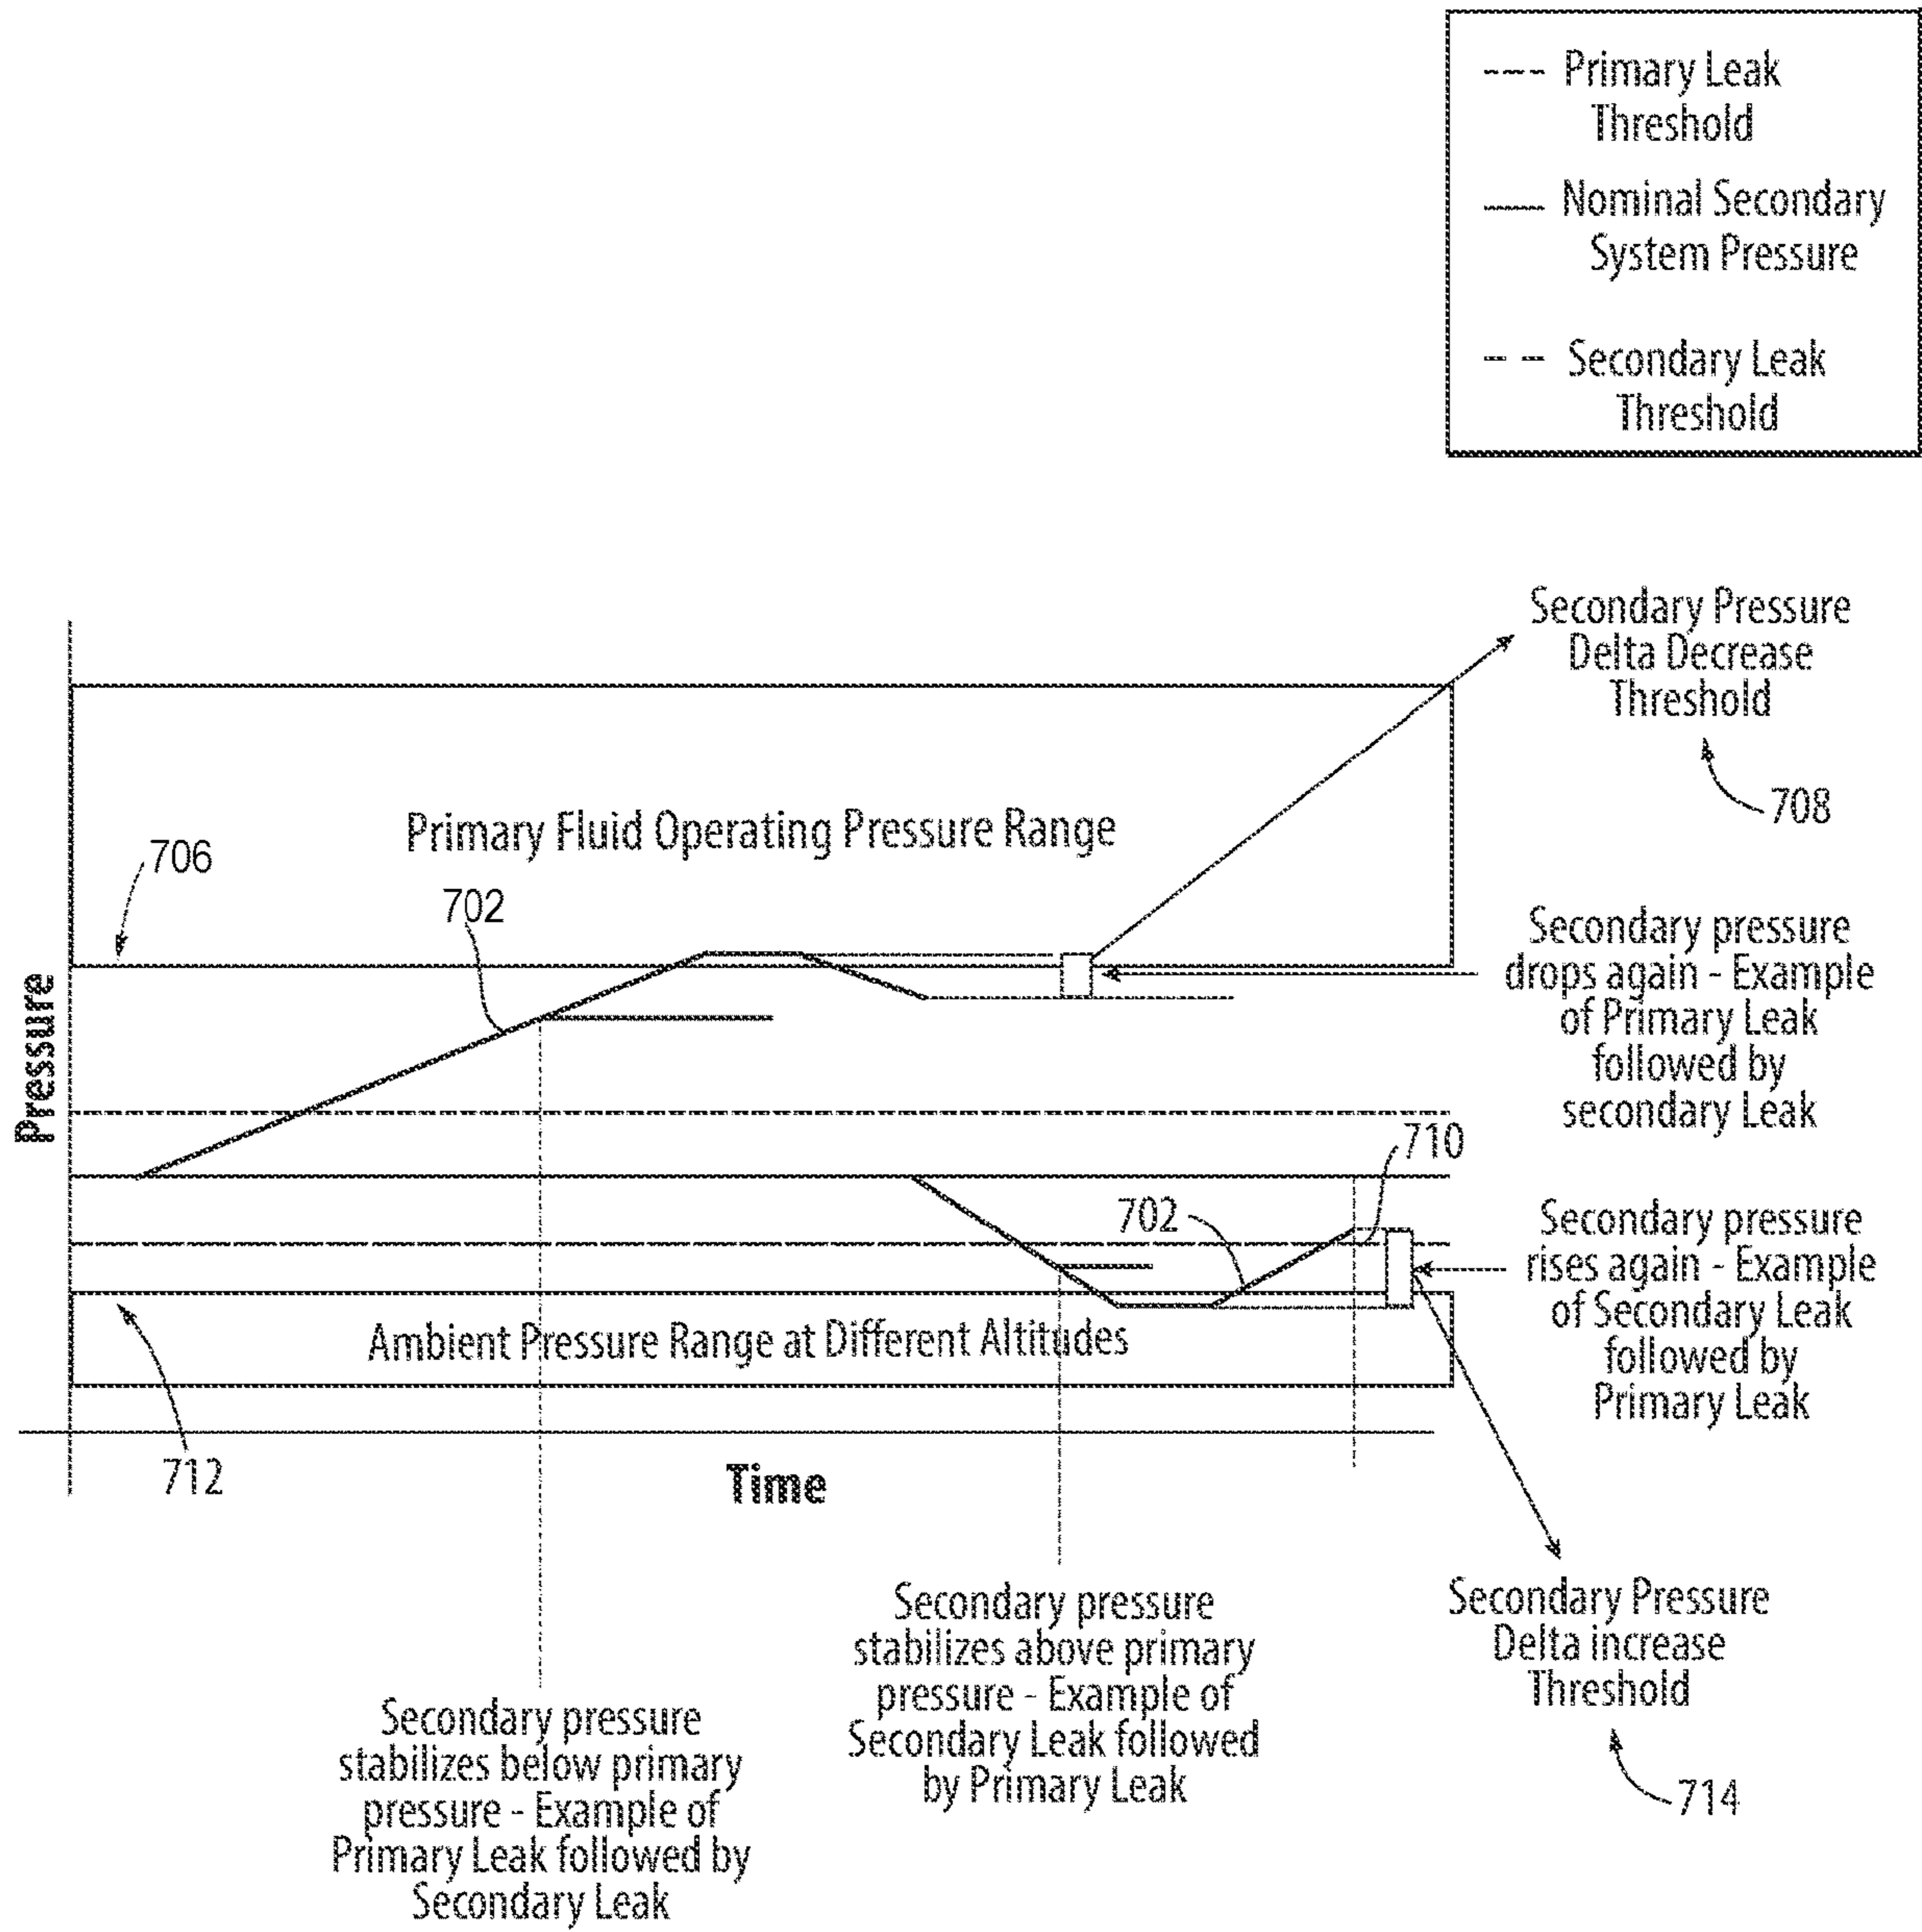 Primary Leak
Threshold
Nominal Secondary
System Pressure
Secondary Leak
Threshold
Secondary Pressure
Delta Decrease
Threshold
708
Primary Fluid Operating Pressure Range
706
702
Secondary pressure
drops again - Example
of Primary Leak
followed by
secondary Leak
Pressure
710
702
Secondary pressure
rises again - Example
of Secondary Leak
followed by
Primary Leak
Ambient Pressure Range at Different Altitudes
712
Time
Secondary pressure
stabilizes above primary
pressure - Example of
Secondary Leak followed
by Primary Leak
Secondary Pressure
Delta increase
Threshold
714
Secondary pressure
stabilizes below primary
pressure - Example of
Primary Leak followed by
Secondary Leak